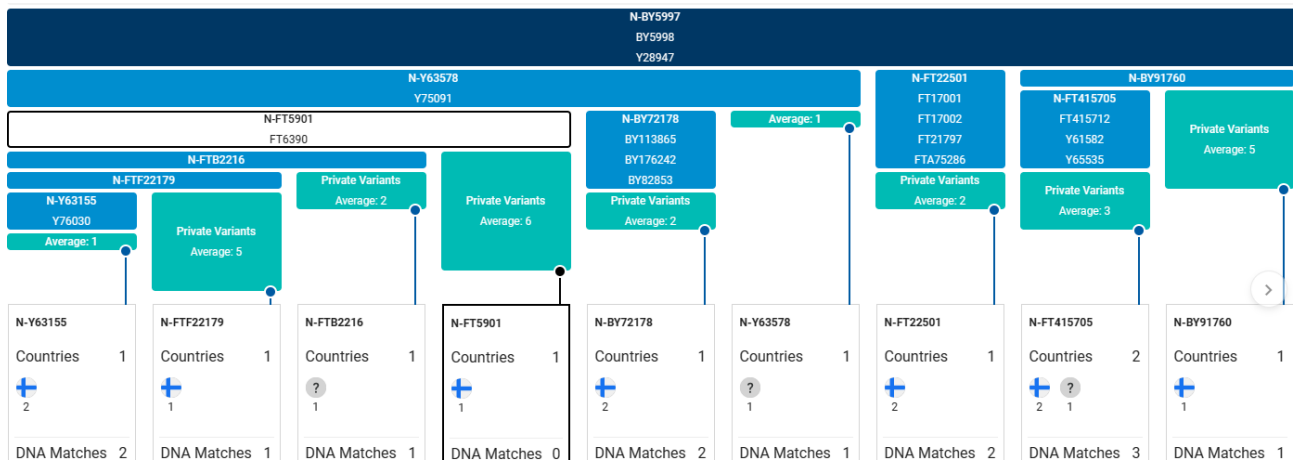 N-BY5997
BY5998
Y28947
N-Y63578
Y75091
N-FT22501
FT17001
FT17002
FT21797
FTA75286
N-BY91760
N-FT5901
FT6390
N-BY72178
BY113865
BY176242
BY82853
Average: 1
N-FT415705
FT415712
Y61582
Y65535
Private Variants
Average: 5
N-FTB2216
N-FTF22179
N-Y63155
Y76030
Average: 1
Private Variants
Average: 5
Private Variants
Average: 2
Private Variants
Average: 6
Private Variants
Average: 2
Private Variants
Average: 2
Private Variants
Average: 3
N-Y63155
Countries 1
2
DNA Matches 2
N-FTF22179
Countries 1
1
DNA Matches 1
N-FTB2216
Countries 1
?
1
DNA Matches 1
N-FT5901
Countries 1
1
DNA Matches 0
N-BY72178
Countries 1
2
DNA Matches 2
N-Y63578
Countries 1
?
1
DNA Matches 1
N-FT22501
Countries 1
2
DNA Matches 2
N-FT415705
Countries 2
?
2 1
DNA Matches 3
N-BY91760
Countries 1
1
DNA Matches 1